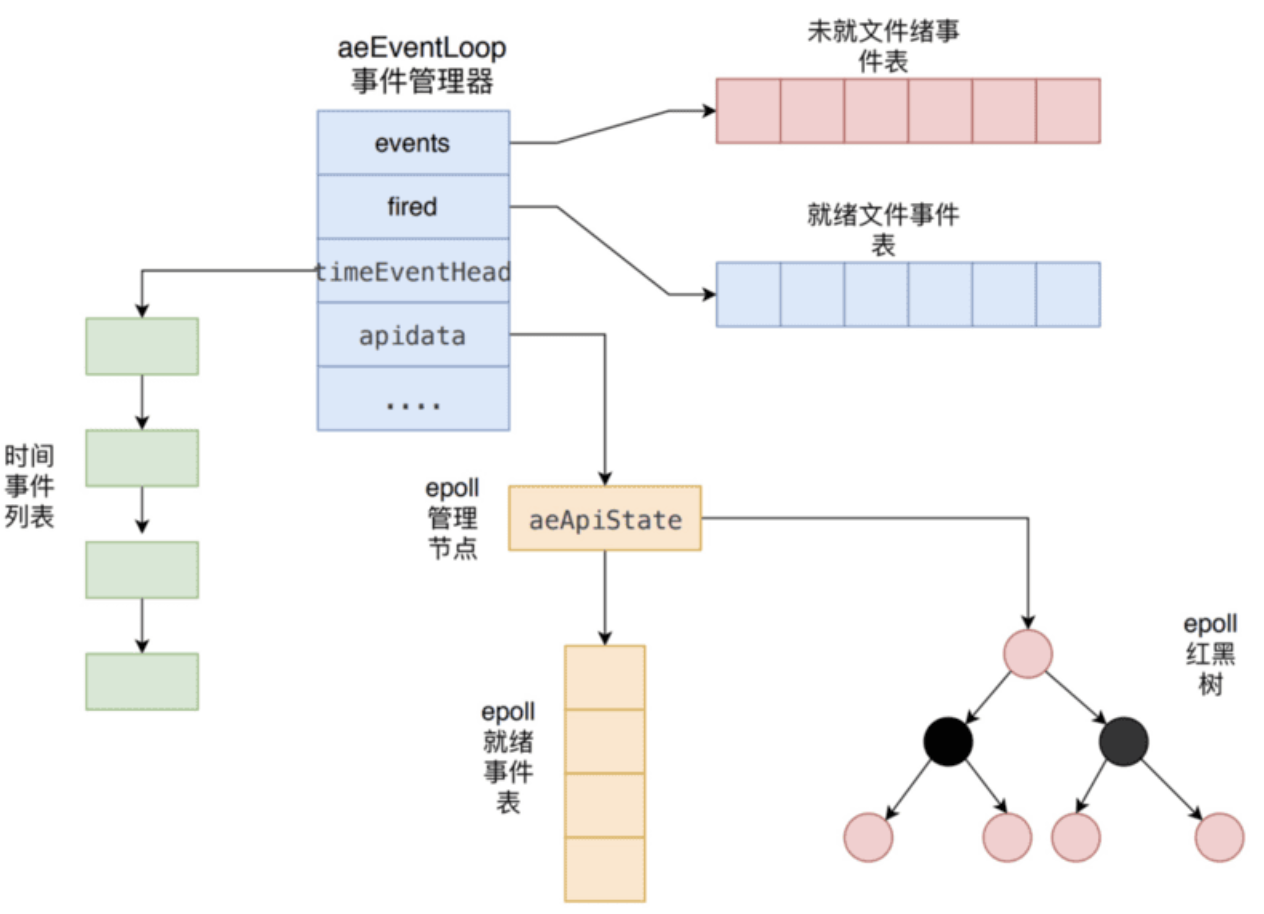 aeEventLoop
事件管理器
events
fired
timeEventHead
apidata
....
未就文件绪事
件表
就绪文件事件
表
时间
事件
列表
epoll
管理
节点
aeApiState
epoll
就绪
事件
表
epoll
红黑
树